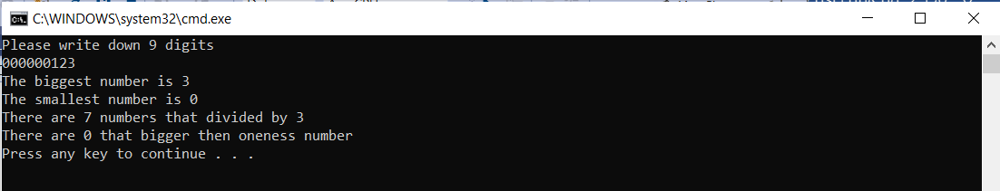 C:\WINDOWS\system32\cmd.exe
Please write down 9 digits
000000123
The biggest number is 3
The smallest number is 0
There are 7 numbers that divided by 3
There are 0 that bigger then oneness number
Press any key to continue . . .